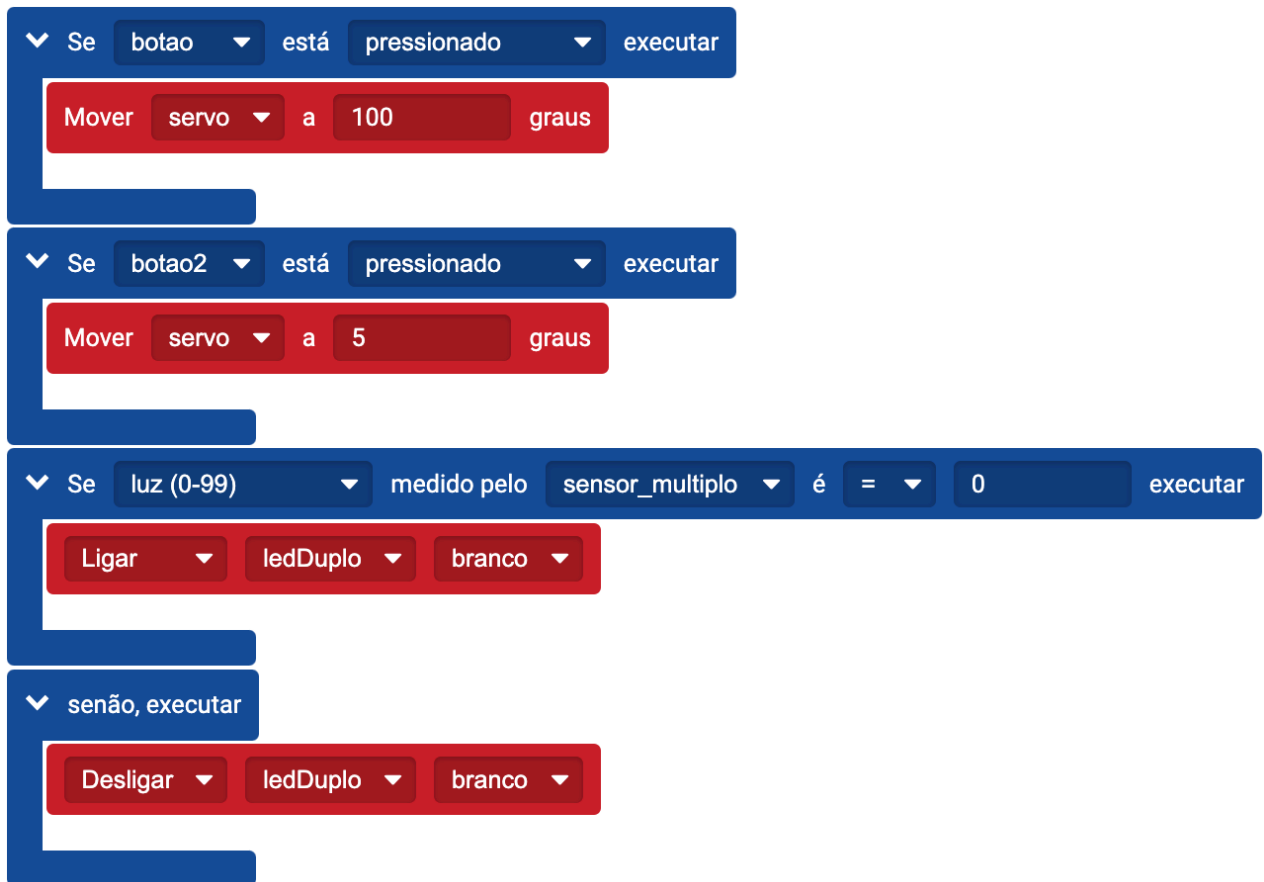 Se botao está pressionado executar
Mover servo a 100 graus
Se botao2 está pressionado executar
Mover servo a 5 graus
Se luz (0-99) medido pelo sensor_multiplo é = 0 executar
Ligar ledDuplo branco
senão, executar
Desligar ledDuplo branco